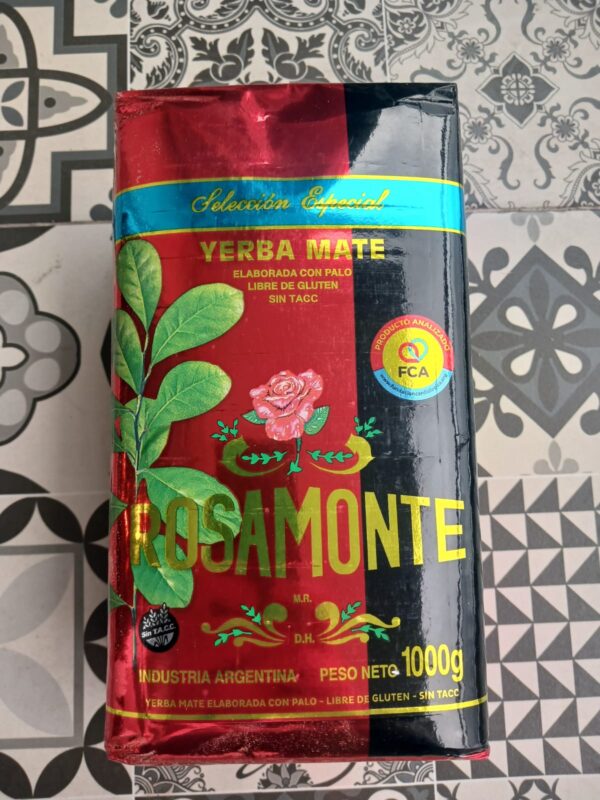 Selección Especial
YERBA MATE
ELABORADA CON PALO
LIBRE DE GLUTEN
SIN TACC
PRODUCTO ANALIZADO
FCA
ROSAMONTE
M.R.
D.H.
Sin T.A.C.C.
INDUSTRIA ARGENTINA PESO NETO 1000g
YERBA MATE ELABORADA CON PALO - LIBRE DE GLUTEN - SIN TACC